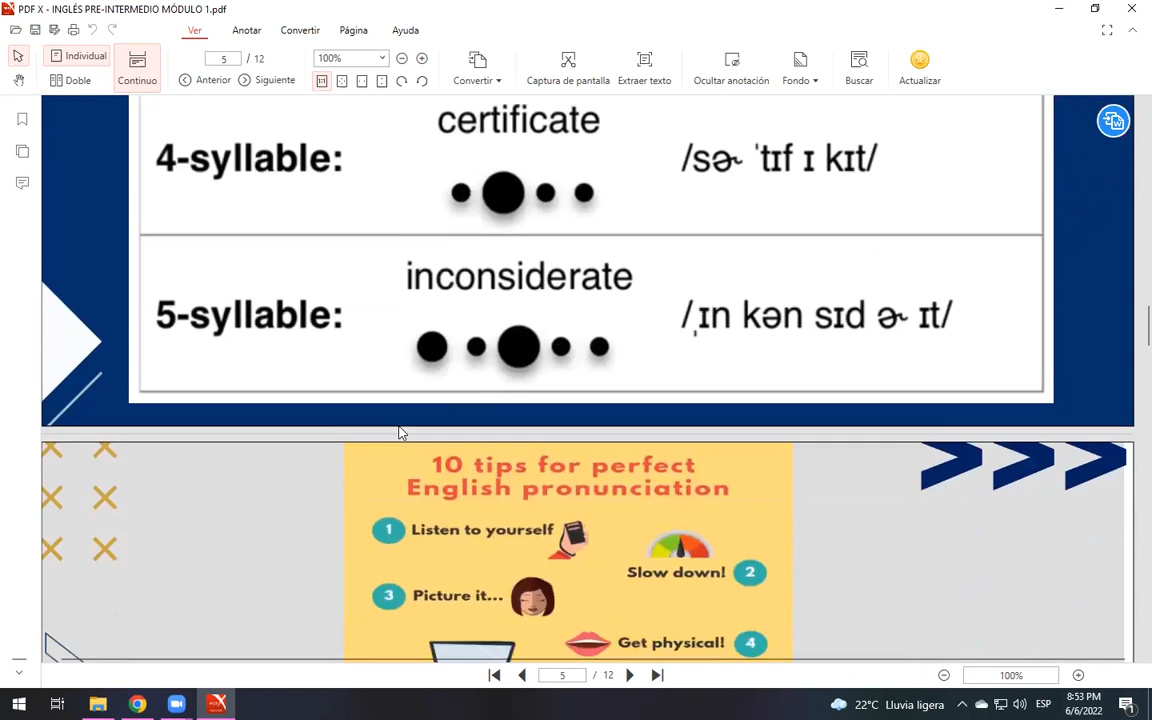 PDF X - INGLÉS PRE-INTERMEDIO MÓDULO 1.pdf
Ver Anotar Convertir Página Ayuda
Individual
Doble
Continuo
5 / 12
Anterior Siguiente
100%
Convertir
Captura de pantalla
Extraer texto
Ocultar anotación
Fondo
Buscar
Actualizar
certificate
4-syllable: /sɚ ˈtɪf ɪ kɪt/
inconsiderate
5-syllable: /ˌɪn kən sɪd ɚ ɪt/
10 tips for perfect
English pronunciation
1 Listen to yourself
Slow down! 2
3 Picture it...
Get physical! 4
5 / 12
100%
22°C Lluvia ligera
ESP
8:53 PM
6/6/2022
1